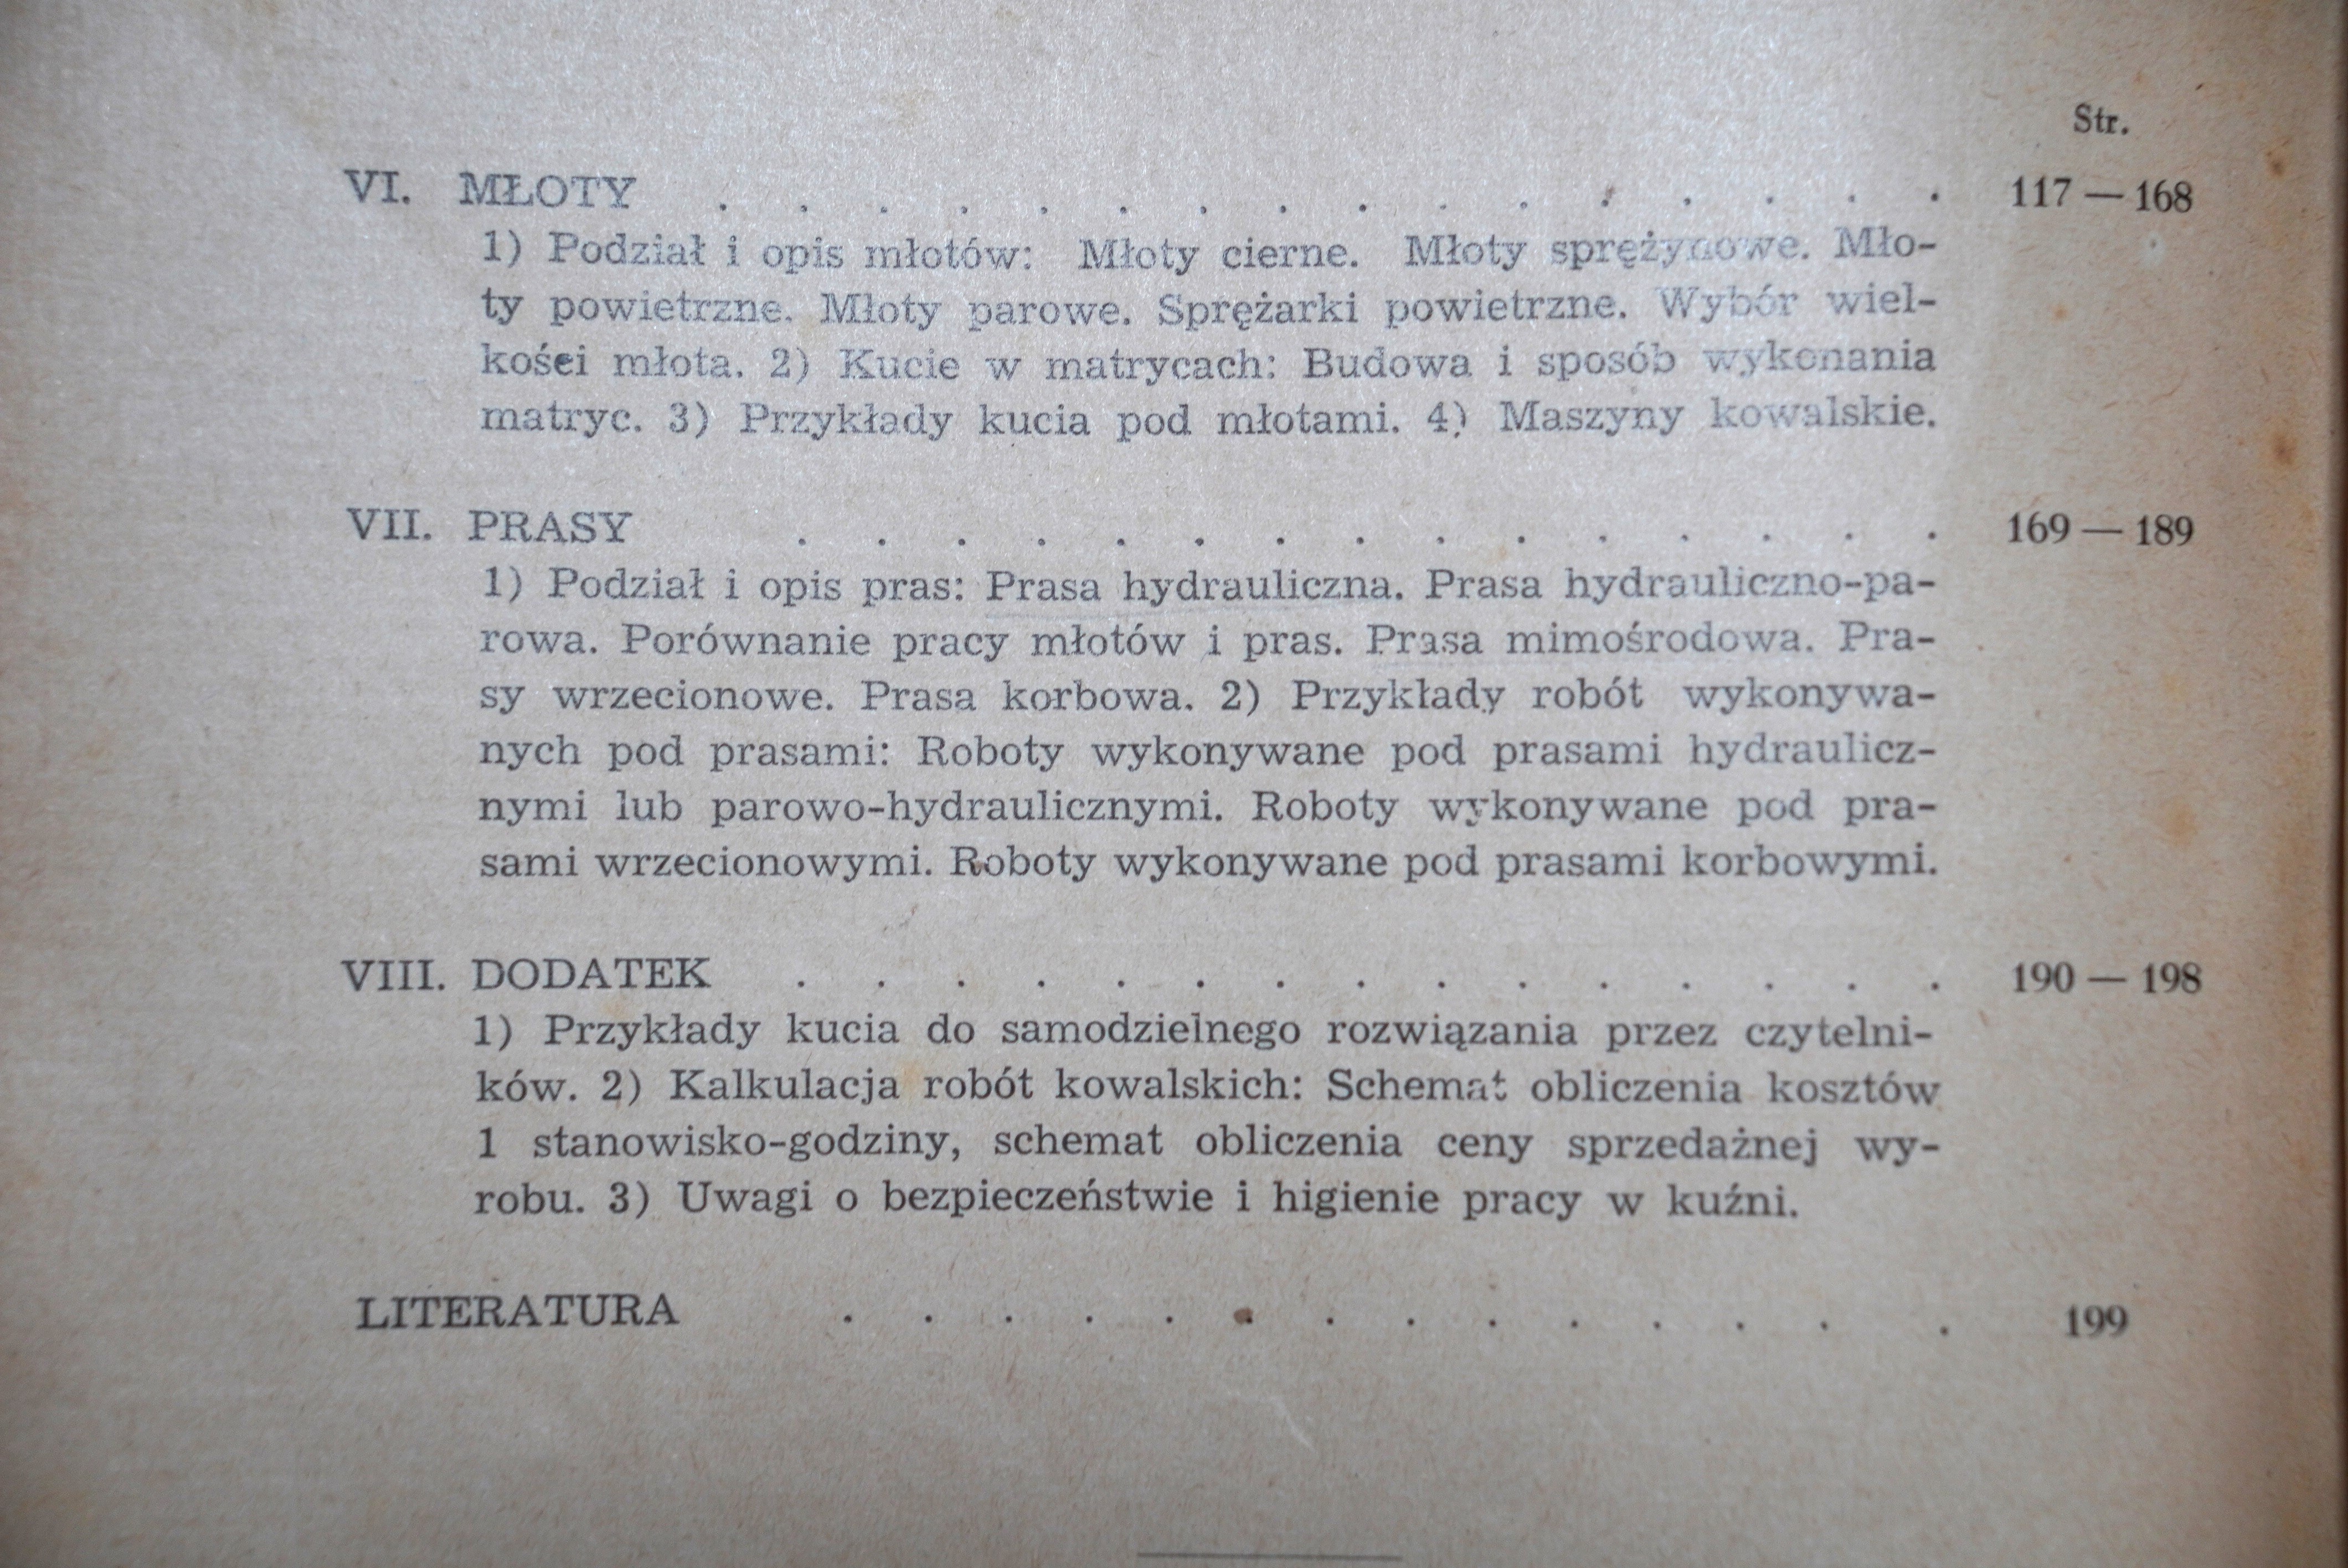 Str.
VI. MŁOTY . . . . . . . . . . . . . . . . 117 — 168
1) Podział i opis młotów: Młoty cierne. Młoty sprężynowe. Mło-
ty powietrzne. Młoty parowe. Sprężarki powietrzne. Wybór wiel-
kości młota. 2) Kucie w matrycach: Budowa i sposób wykonania
matryc. 3) Przykłady kucia pod młotami. 4) Maszyny kowalskie.
VII. PRASY . . . . . . . . . . . . . . . 169 — 189
1) Podział i opis pras: Prasa hydrauliczna. Prasa hydrauliczno-pa-
rowa. Porównanie pracy młotów i pras. Prasa mimośrodowa. Pra-
sy wrzecionowe. Prasa korbowa. 2) Przykłady robót wykonywa-
nych pod prasami: Roboty wykonywane pod prasami hydraulicz-
nymi lub parowo-hydraulicznymi. Roboty wykonywane pod pra-
sami wrzecionowymi. Roboty wykonywane pod prasami korbowymi.
VIII. DODATEK . . . . . . . . . . . . . . . 190 — 198
1) Przykłady kucia do samodzielnego rozwiązania przez czytelni-
ków. 2) Kalkulacja robót kowalskich: Schemat obliczenia kosztów
1 stanowisko-godziny, schemat obliczenia ceny sprzedażnej wy-
robu. 3) Uwagi o bezpieczeństwie i higienie pracy w kuźni.
LITERATURA . . . . . . . . . . . . . . 199